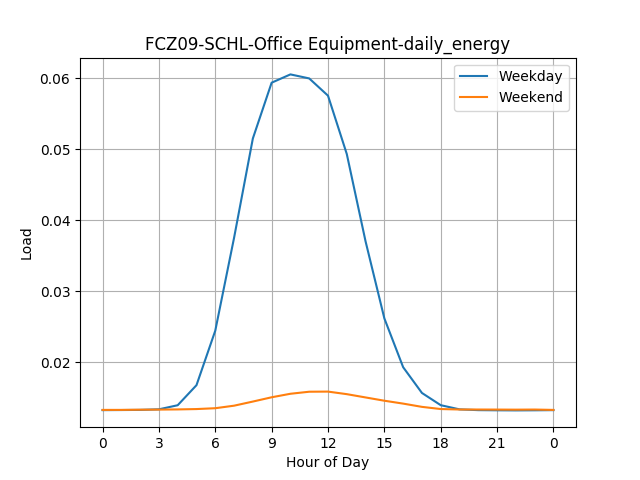 FCZ09-SCHL-Office Equipment-daily_energy
Weekday
Weekend
0.06
0.05
0.04
0.03
0.02
Load
0 3 6 9 12 15 18 21 0
Hour of Day